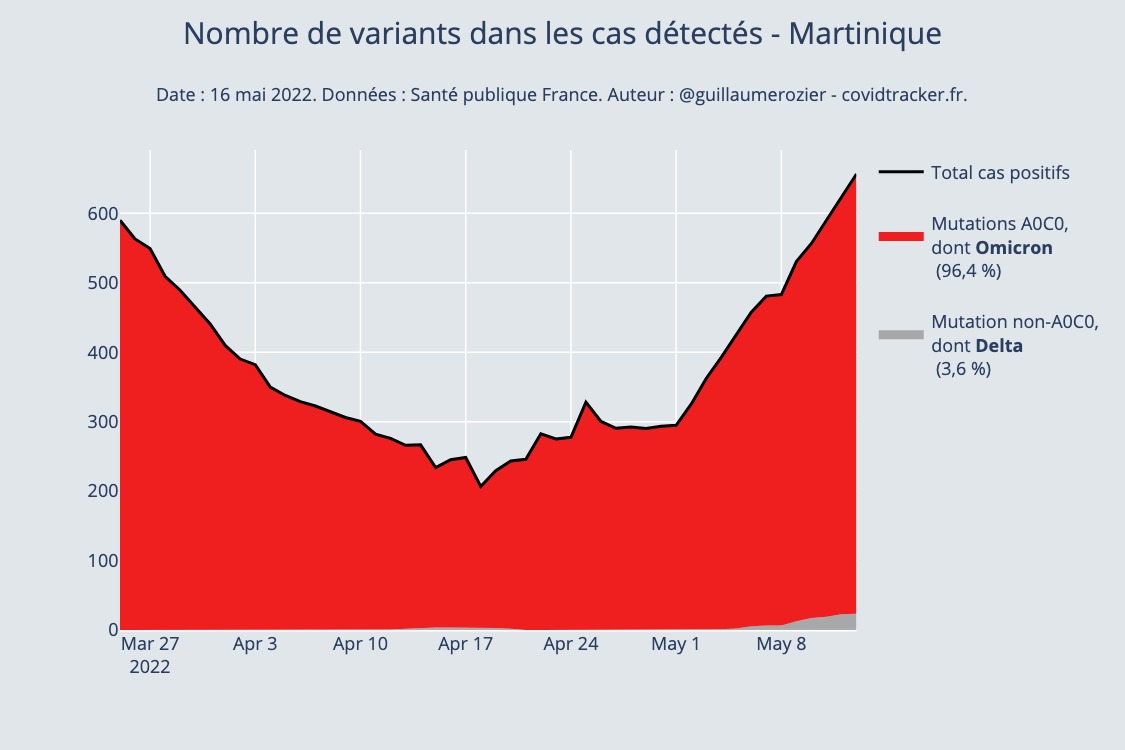 Nombre de variants dans les cas détectés - Martinique
Date : 16 mai 2022. Données : Santé publique France. Auteur : @guillaumerozier - covidtracker.fr.
Total cas positifs
Mutations A0C0,
dont Omicron
(96,4 %)
Mutation non-A0C0,
dont Delta
(3,6 %)
600
500
400
300
200
100
0
Mar 27 Apr 3 Apr 10 Apr 17 Apr 24 May 1 May 8
2022